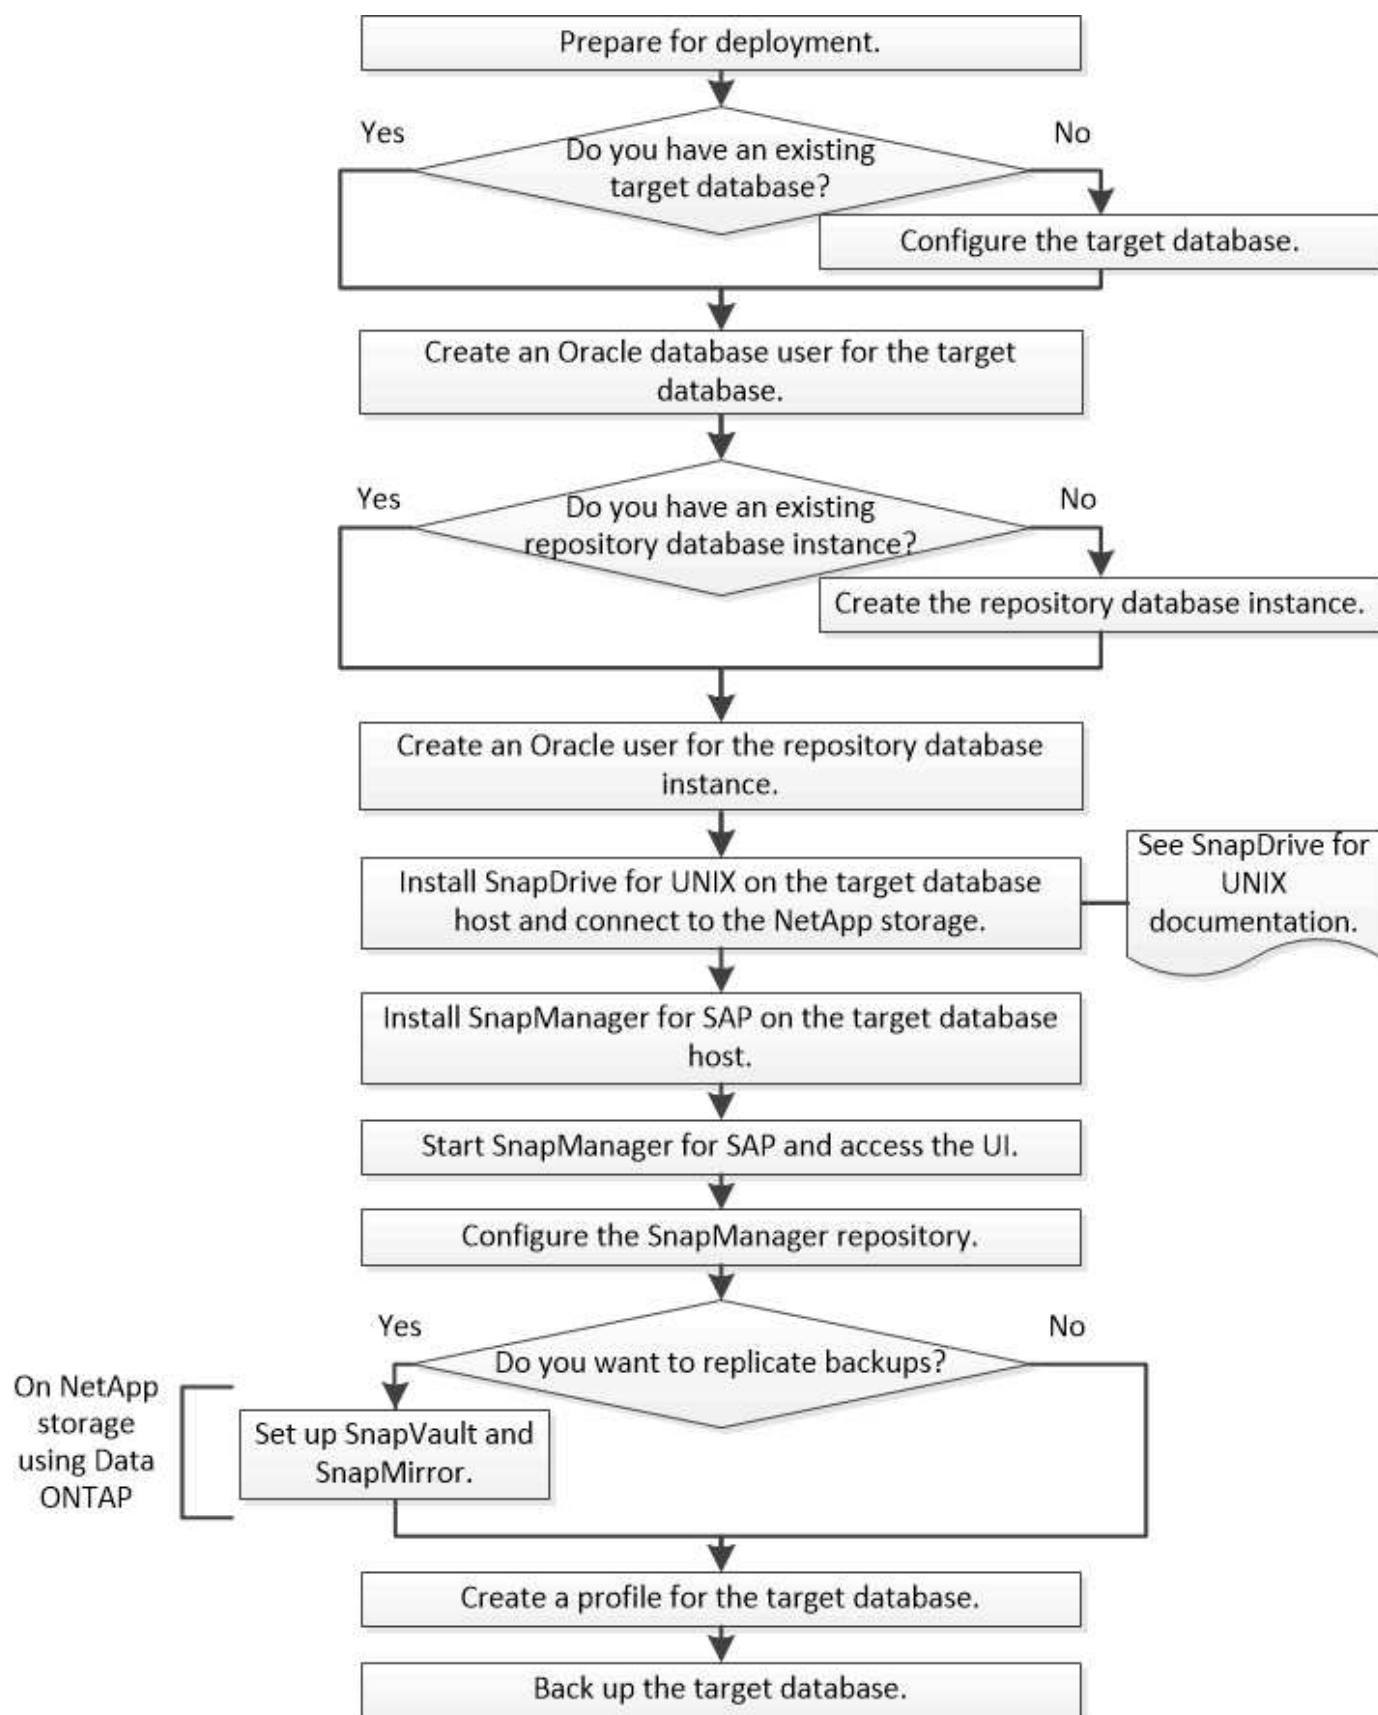 Prepare for deployment.
Yes
No
Do you have an existing
target database?
Configure the target database.
Create an Oracle database user for the target
database.
Yes
No
Do you have an existing
repository database instance?
Create the repository database instance.
Create an Oracle user for the repository database
instance.
Install SnapDrive for UNIX on the target database
host and connect to the NetApp storage.
See SnapDrive for
UNIX
documentation.
Install SnapManager for SAP on the target database
host.
Start SnapManager for SAP and access the UI.
Configure the SnapManager repository.
Yes
No
Do you want to replicate backups?
On NetApp
storage
using Data
ONTAP
Set up SnapVault and
SnapMirror.
Create a profile for the target database.
Back up the target database.